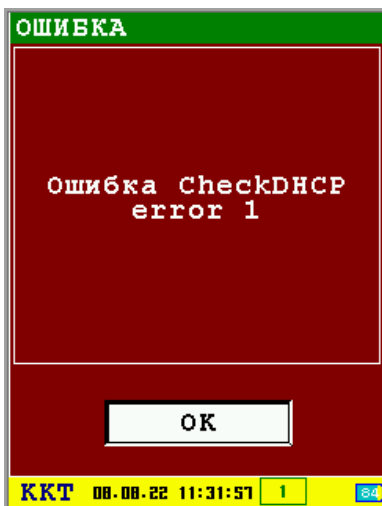 ОШИБКА
Ошибка CheckDHCP
error 1
OK
ККТ 08.08.22 11:31:57 1 84